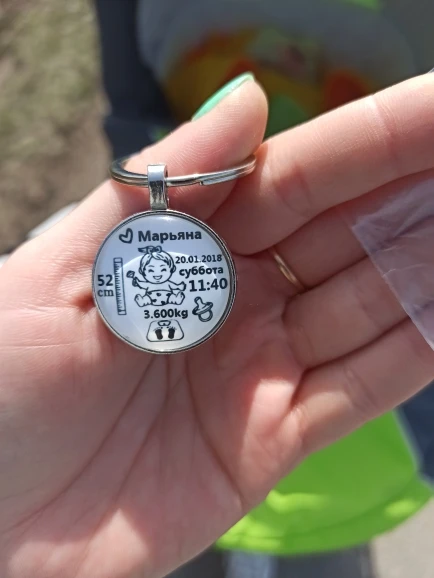 Марьяна
20.01.2018
суббота
11:40
52
cm
3.600kg